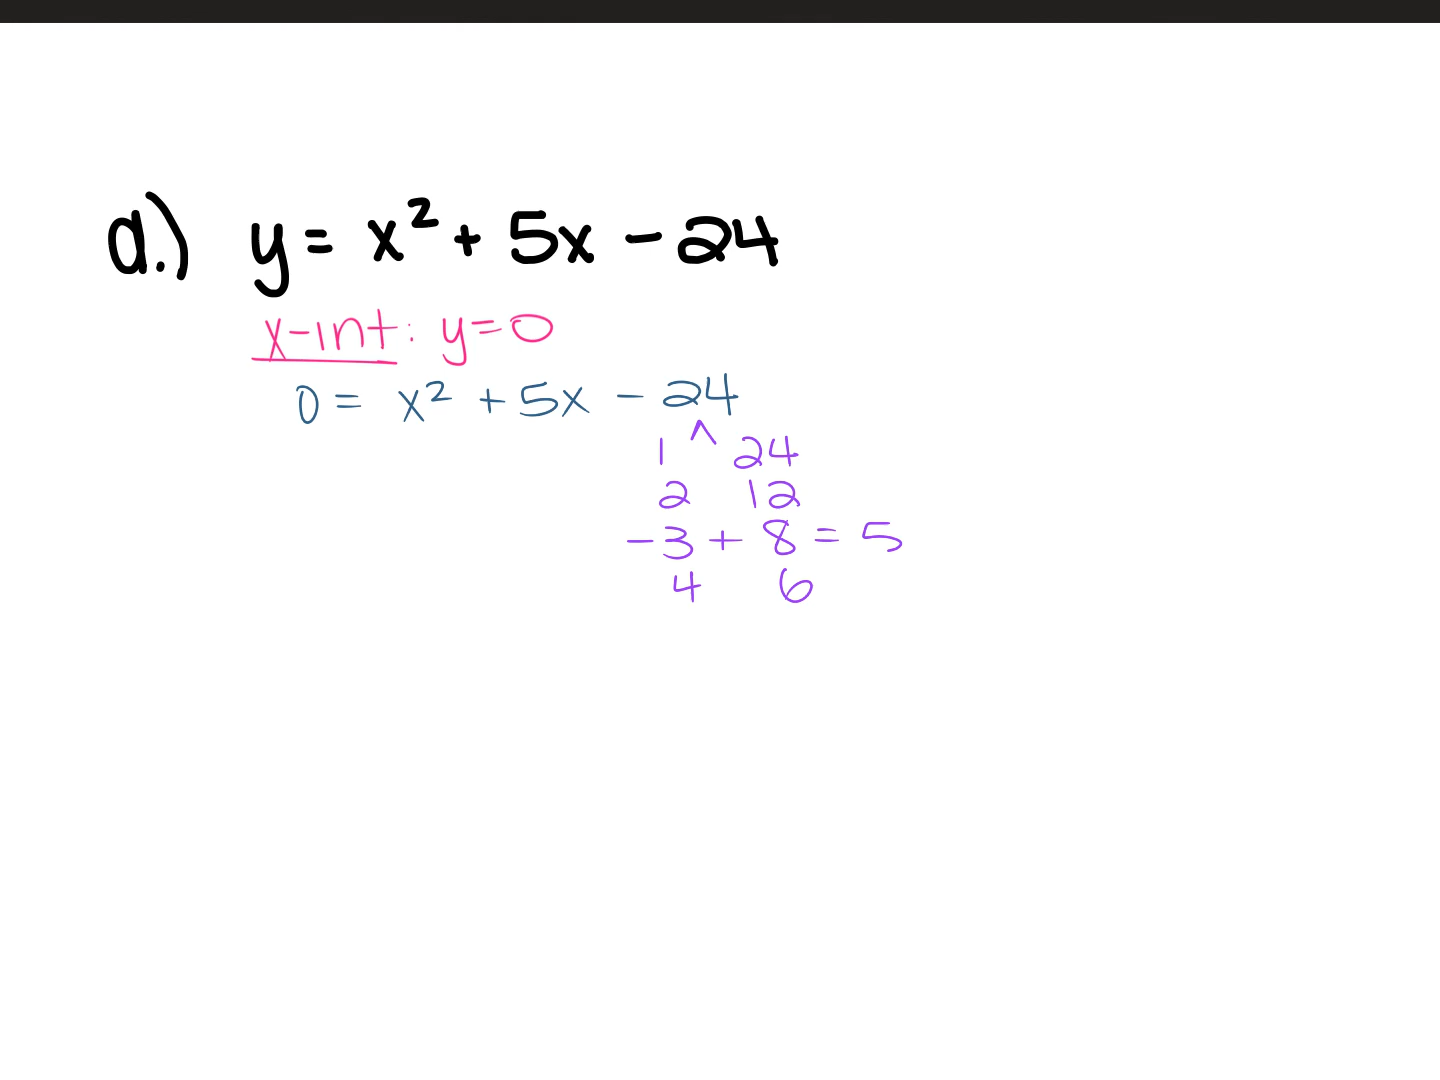 a.) y = x² + 5x - 24
x-int: y=0
0 = x² + 5x - 24
^
1 24
2 12
-3 + 8 = 5
4 6